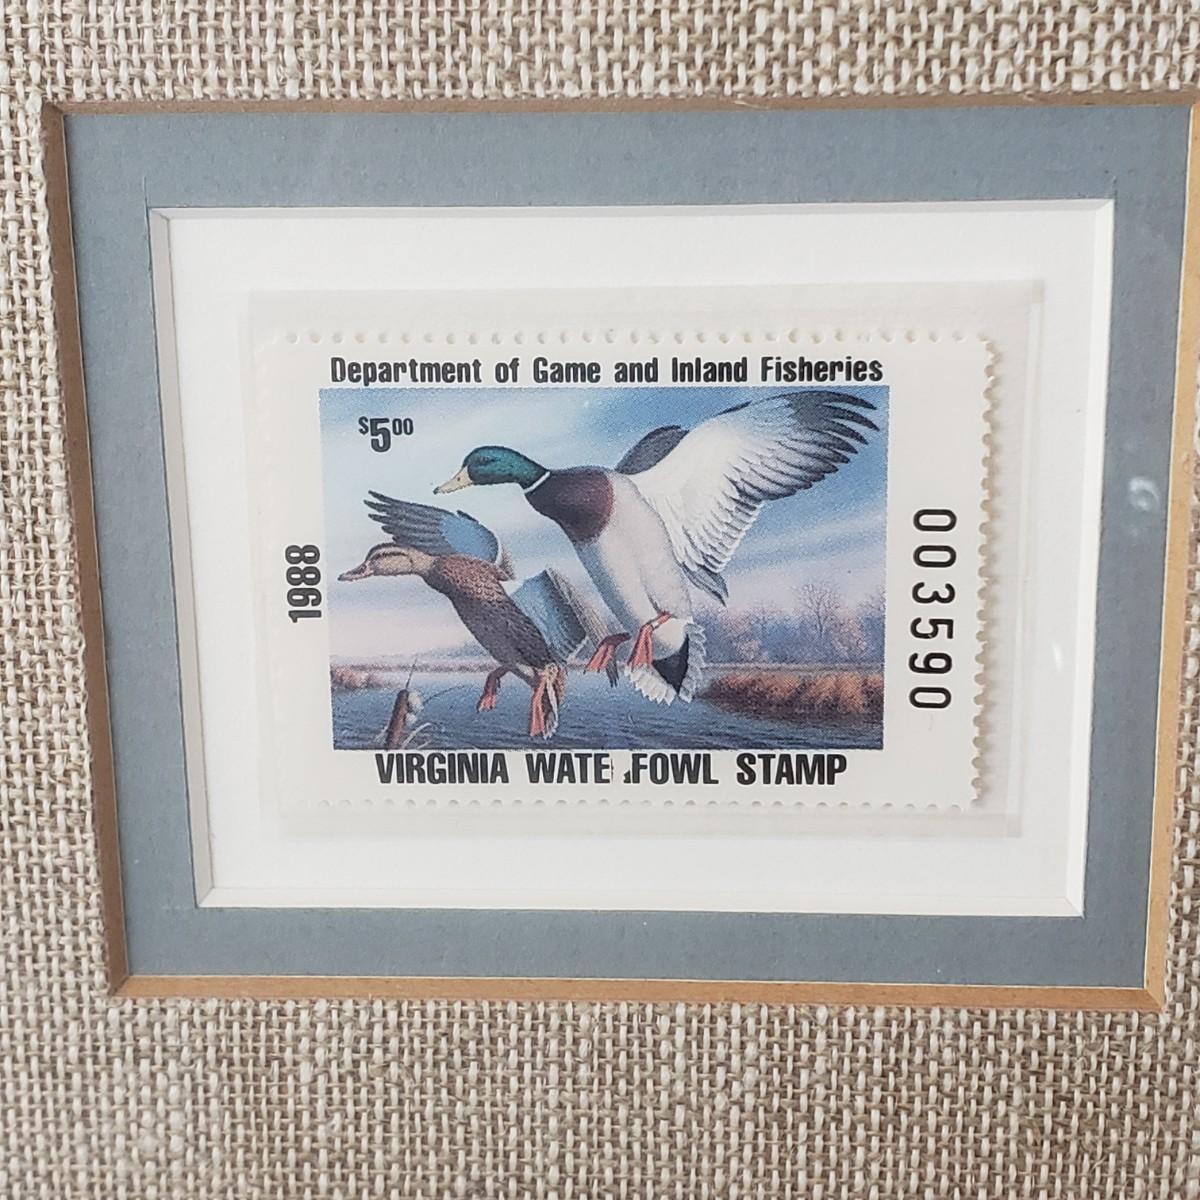 Department of Game and Inland Fisheries
$5.00
1988
003590
VIRGINIA WATERFOWL STAMP